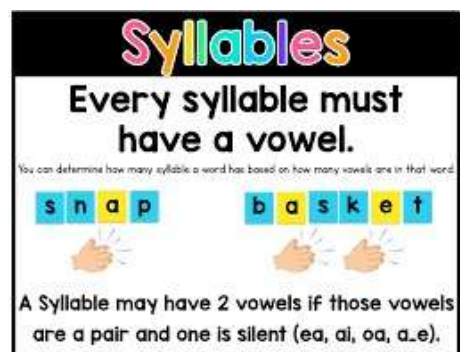 Syllables
Every syllable must
have a vowel.
You can determine how many syllable a word has based on how many vowels are in that word.
s n a p b a s k e t
A Syllable may have 2 vowels if those vowels
are a pair and one is silent (ea, ai, oa, a_e).